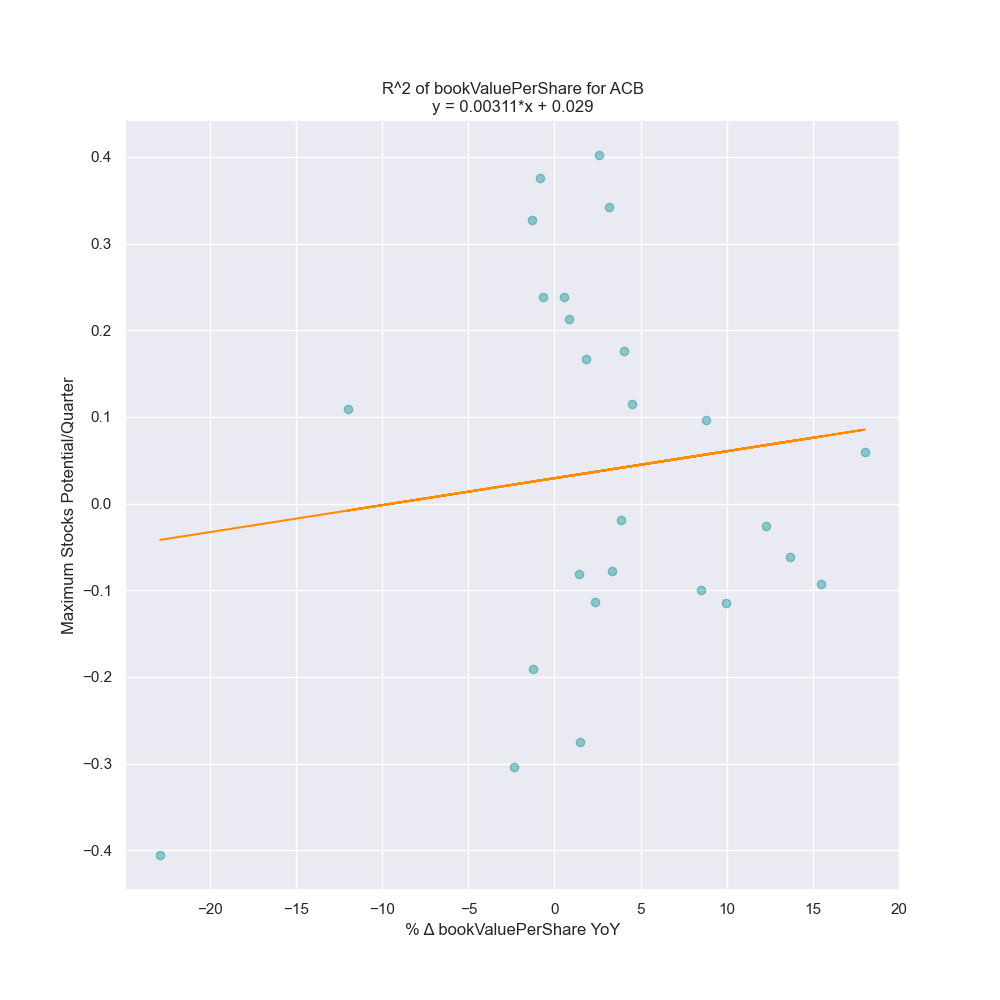 R^2 of bookValuePerShare for ACB
y = 0.00311*x + 0.029
0.4
0.3
0.2
0.1
0.0
−0.1
−0.2
−0.3
−0.4
Maximum Stocks Potential/Quarter
−20 −15 −10 −5 0 5 10 15 20
% Δ bookValuePerShare YoY